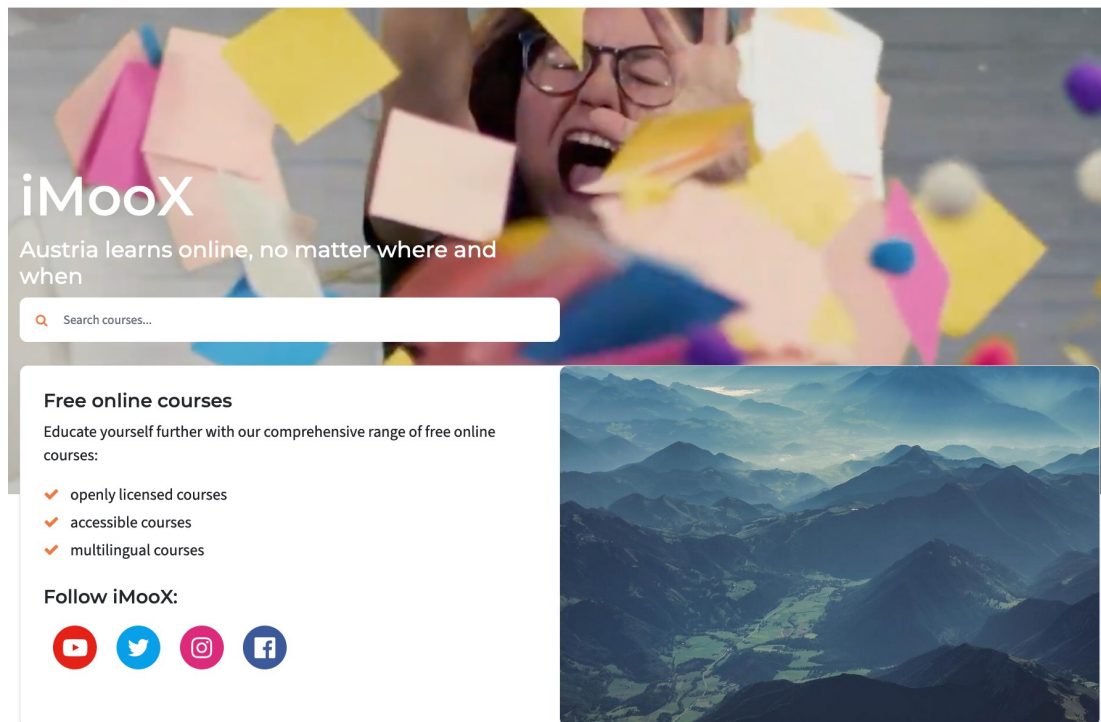 iMooX
Austria learns online, no matter where and
when
Search courses...
Free online courses
Educate yourself further with our comprehensive range of free online
courses:
openly licensed courses
accessible courses
multilingual courses
Follow iMooX: